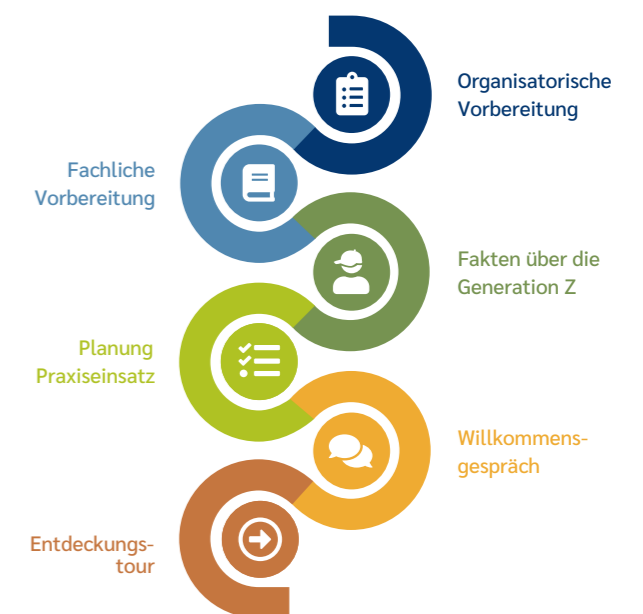 Organisatorische
Vorbereitung
Fachliche
Vorbereitung
Fakten über die
Generation Z
Planung
Praxiseinsatz
Willkommens-
gespräch
Entdeckungs-
tour